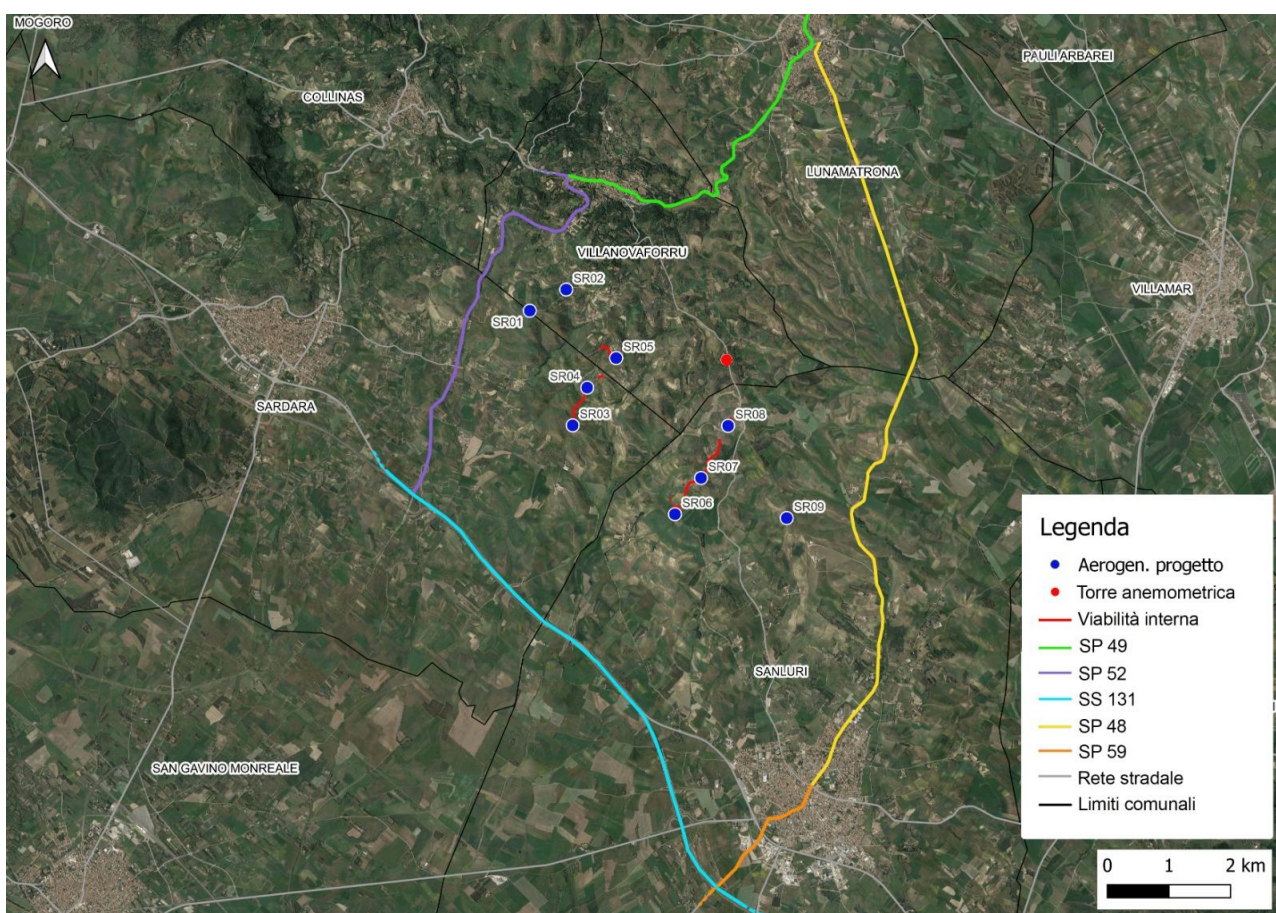 MOGORO
PAULI ARBAREI
COLLINAS
LUNAMATRONA
VILLANOVAFORRU
SR02
VILLAMAR
SR01
SR05
SR04
SARDARA
SR03
SR08
SR07
SR06
SR09
SANLURI
SAN GAVINO MONREALE
Legenda
Aerogen. progetto
Torre anemometrica
Viabilità interna
SP 49
SP 52
SS 131
SP 48
SP 59
Rete stradale
Limiti comunali
0 1 2 km